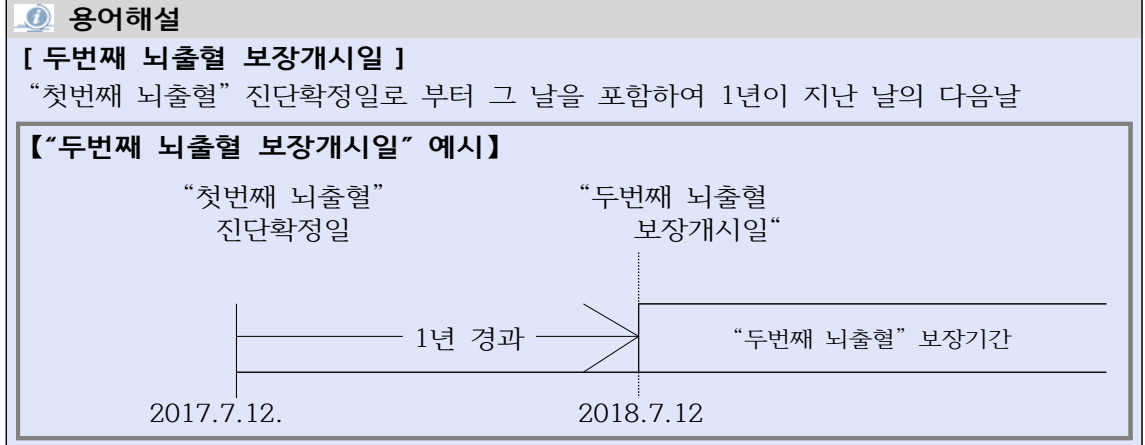 용어해설
[ 두번째 뇌출혈 보장개시일 ]
“첫번째 뇌출혈” 진단확정일로 부터 그 날을 포함하여 1년이 지난 날의 다음날
【“두번째 뇌출혈 보장개시일” 예시】
“첫번째 뇌출혈” “두번째 뇌출혈
진단확정일 보장개시일“
1년 경과 “두번째 뇌출혈” 보장기간
2017.7.12. 2018.7.12